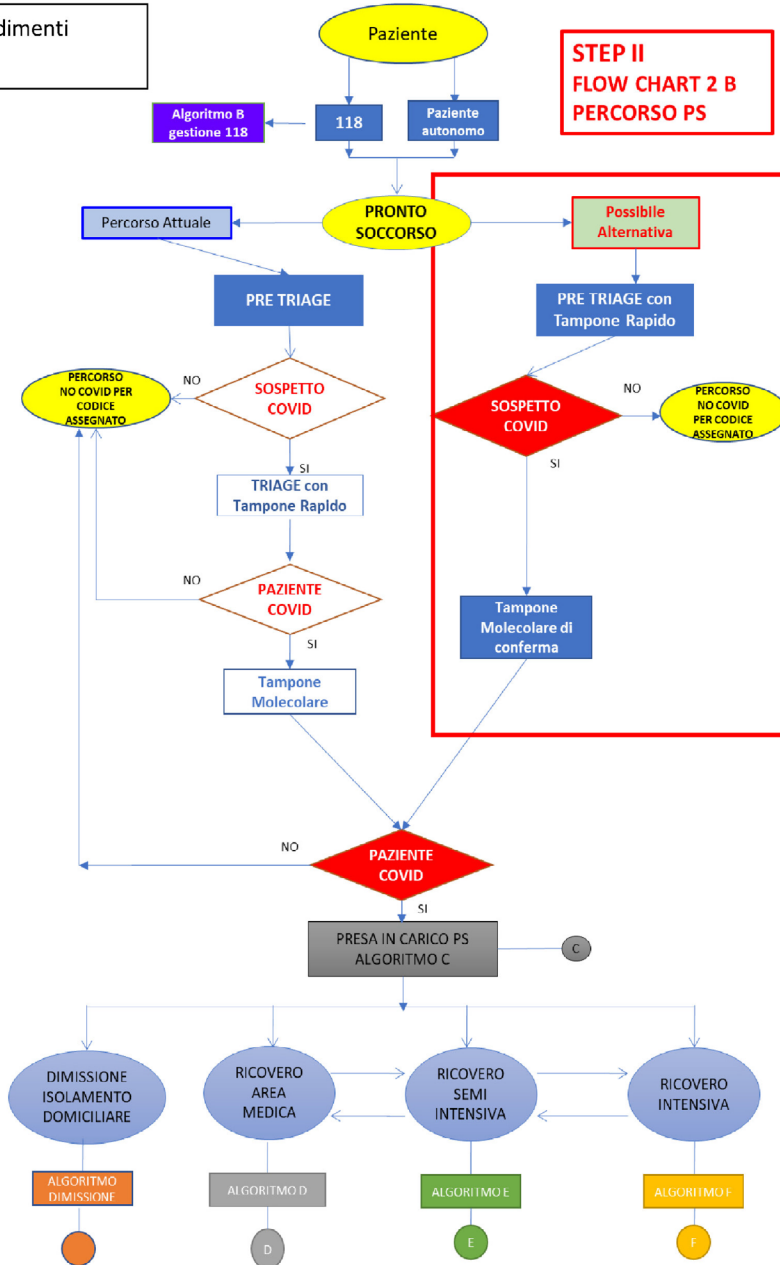 dimenti
Paziente
STEP II
FLOW CHART 2 B
PERCORSO PS
Algoritmo B
gestione 118
118
Paziente
autonomo
Percorso Attuale
PRONTO
SOCCORSO
Possibile
Alternativa
PRE TRIAGE
PRE TRIAGE con
Tampone Rapido
PERCORSO
NO COVID PER
CODICE
ASSEGNATO
NO
SOSPETTO
COVID
SOSPETTO
COVID
NO
PERCORSO
NO COVID
PER CODICE
ASSEGNATO
SI
SI
TRIAGE con
Tampone RapIdo
NO
PAZIENTE
COVID
SI
Tampone
Molecolare di
conferma
Tampone
Molecolare
NO
PAZIENTE
COVID
SI
PRESA IN CARICO PS
ALGORITMO C
C
DIMISSIONE
ISOLAMENTO
DOMICILIARE
RICOVERO
AREA
MEDICA
RICOVERO
SEMI
INTENSIVA
RICOVERO
INTENSIVA
ALGORITMO
DIMISSIONE
ALGORITMO D
ALGORITMO E
ALGORITMO F
D
E
F